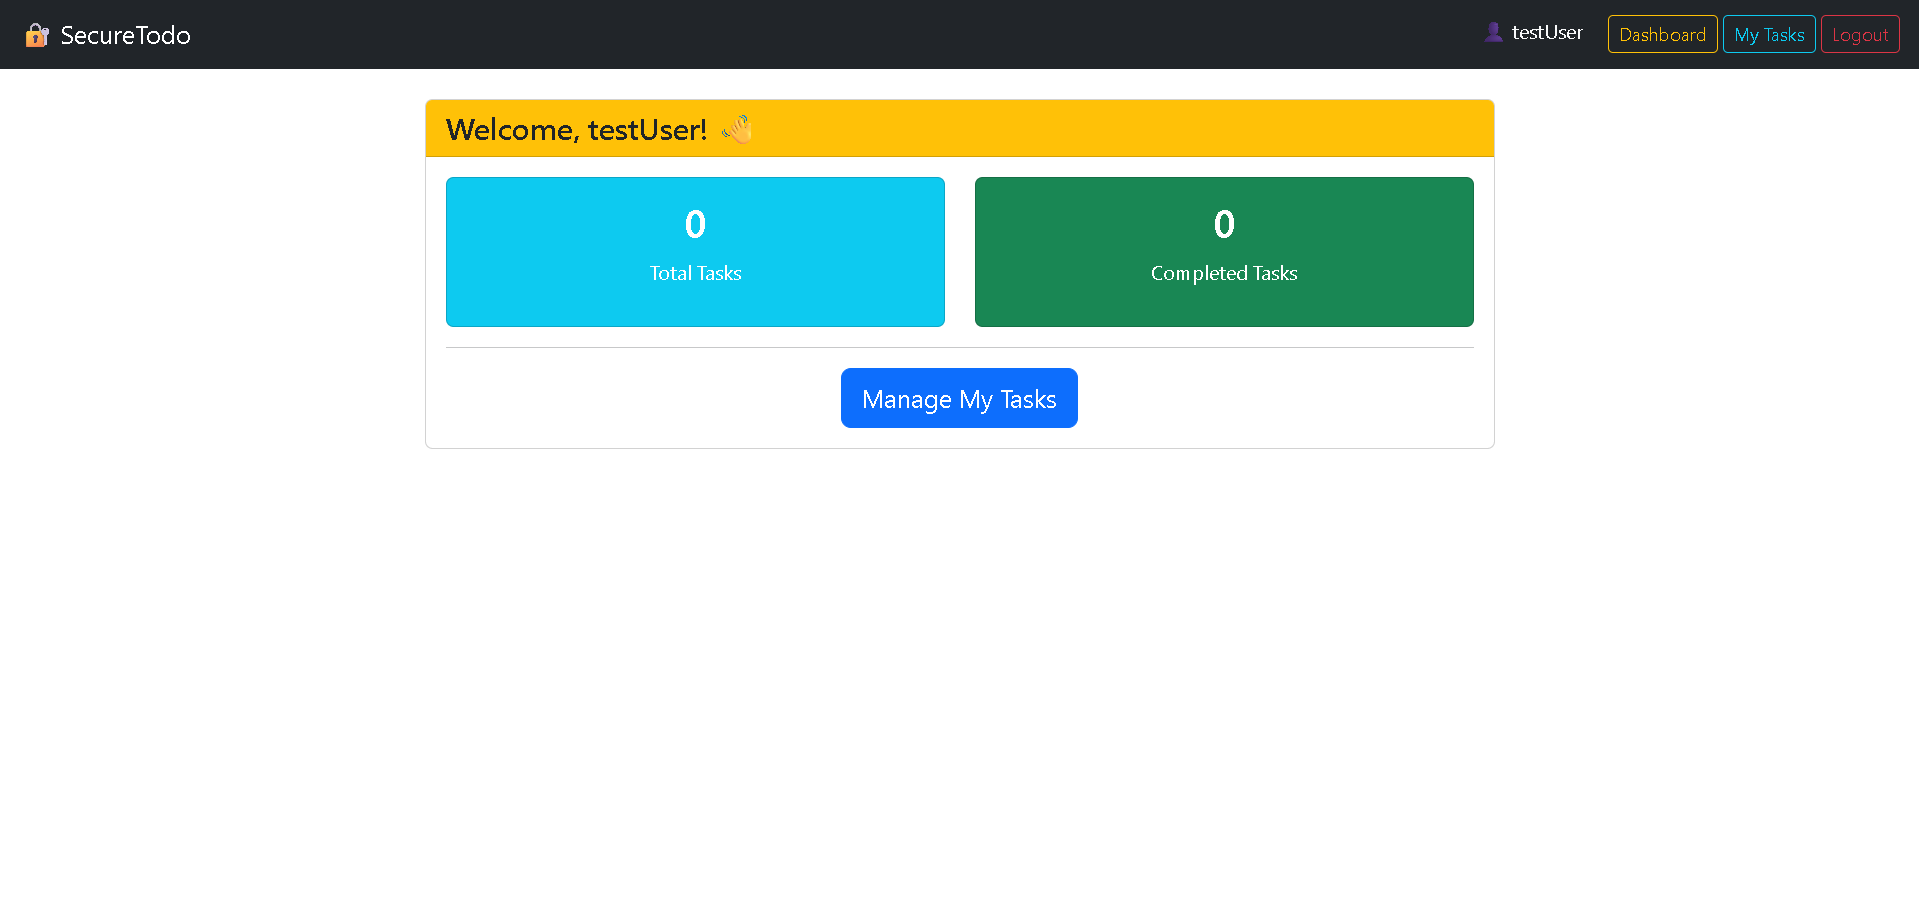 SecureTodo
testUser Dashboard My Tasks Logout
Welcome, testUser!
0
Total Tasks
0
Completed Tasks
Manage My Tasks